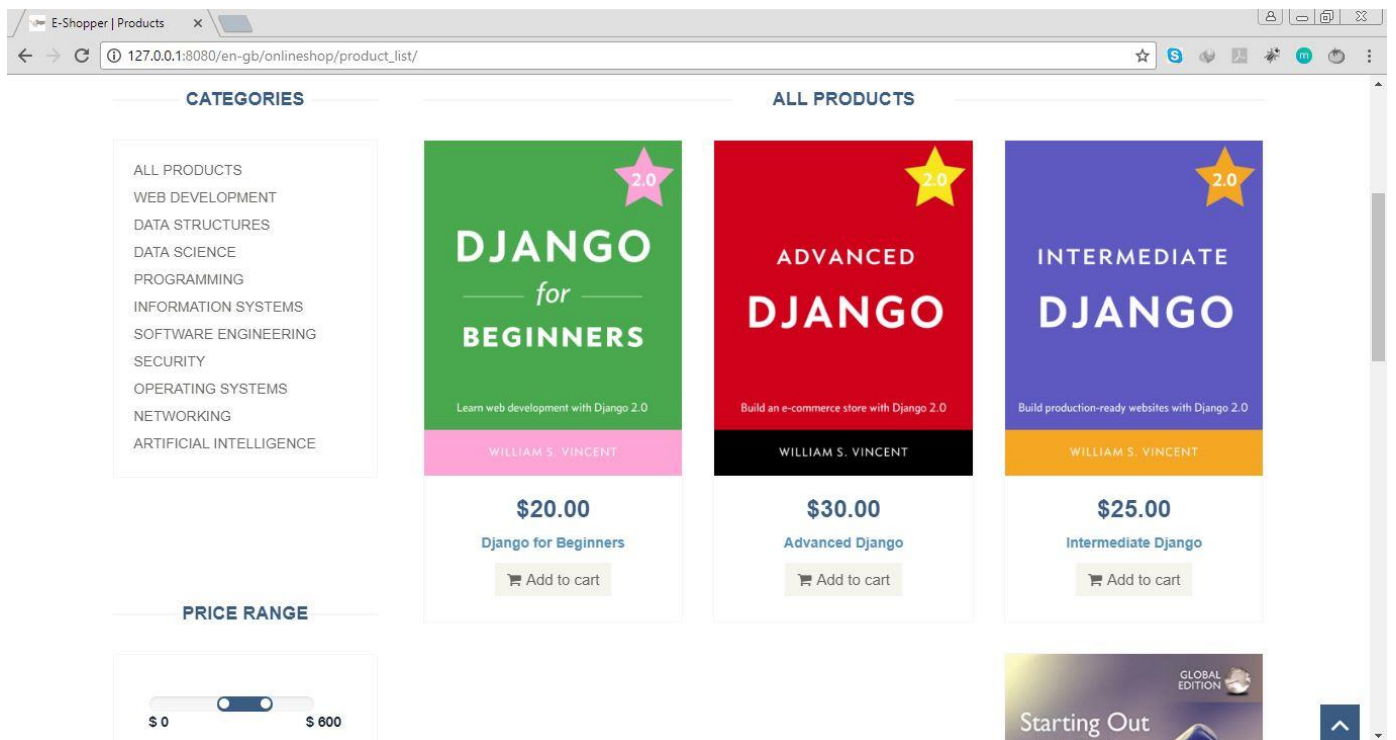 E-Shopper | Products
127.0.0.1:8080/en-gb/onlineshop/product_list/
CATEGORIES
ALL PRODUCTS
WEB DEVELOPMENT
DATA STRUCTURES
DATA SCIENCE
PROGRAMMING
INFORMATION SYSTEMS
SOFTWARE ENGINEERING
SECURITY
OPERATING SYSTEMS
NETWORKING
ARTIFICIAL INTELLIGENCE
PRICE RANGE
$ 0
$ 600
ALL PRODUCTS
2.0
DJANGO
for
BEGINNERS
Learn web development with Django 2.0
WILLIAM S. VINCENT
$20.00
Django for Beginners
Add to cart
2.0
ADVANCED
DJANGO
Build an e-commerce store with Django 2.0
WILLIAM S. VINCENT
$30.00
Advanced Django
Add to cart
2.0
INTERMEDIATE
DJANGO
Build production-ready websites with Django 2.0
WILLIAM S. VINCENT
$25.00
Intermediate Django
Add to cart
GLOBAL
EDITION
Starting Out